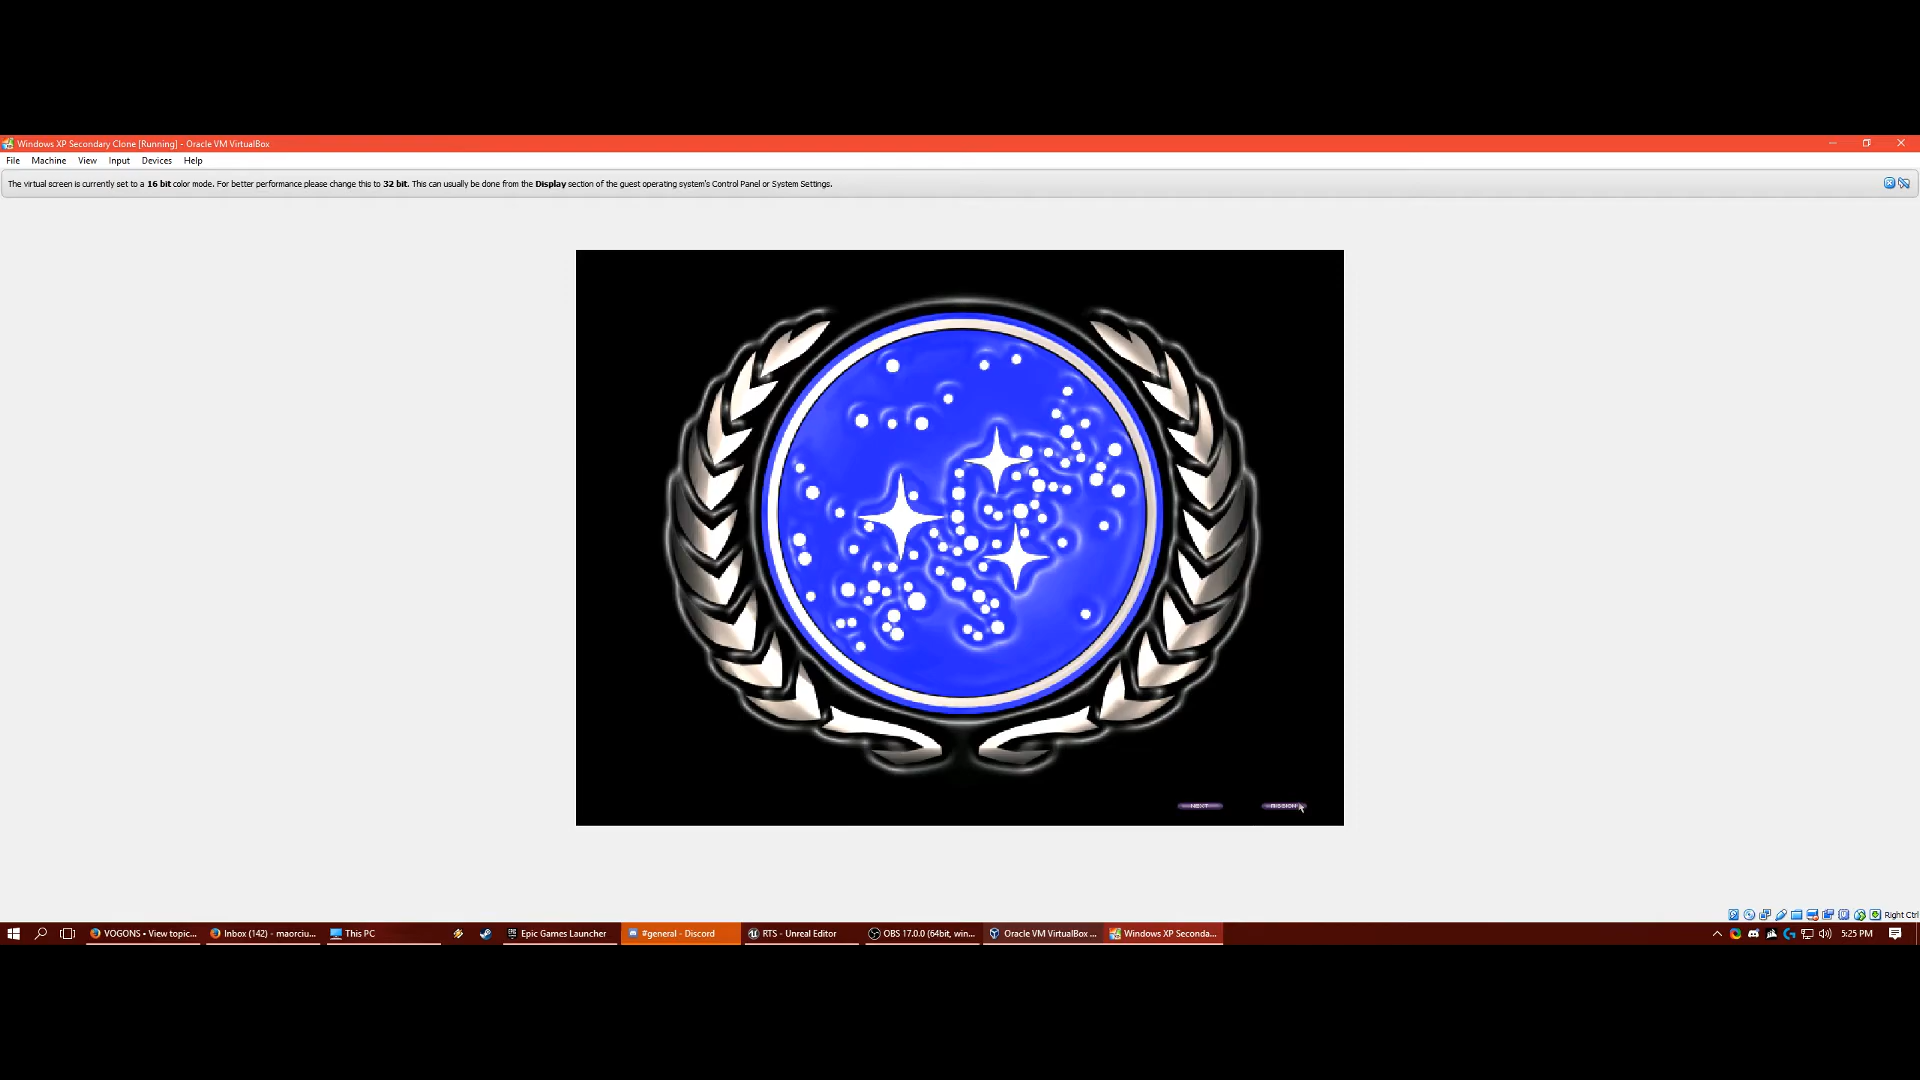 Windows XP Secondary Clone [Running] - Oracle VM VirtualBox
File Machine View Input Devices Help
The virtual screen is currently set to a 16 bit color mode. For better performance please change this to 32 bit. This can usually be done from the Display section of the guest operating system's Control Panel or System Settings.
NEXT MISSION
Right Ctrl
VOGONS • View topic... Inbox (142) - maorciu... This PC Epic Games Launcher #general - Discord RTS - Unreal Editor OBS 17.0.0 (64bit, win... Oracle VM VirtualBox ... Windows XP Seconda... 5:25 PM